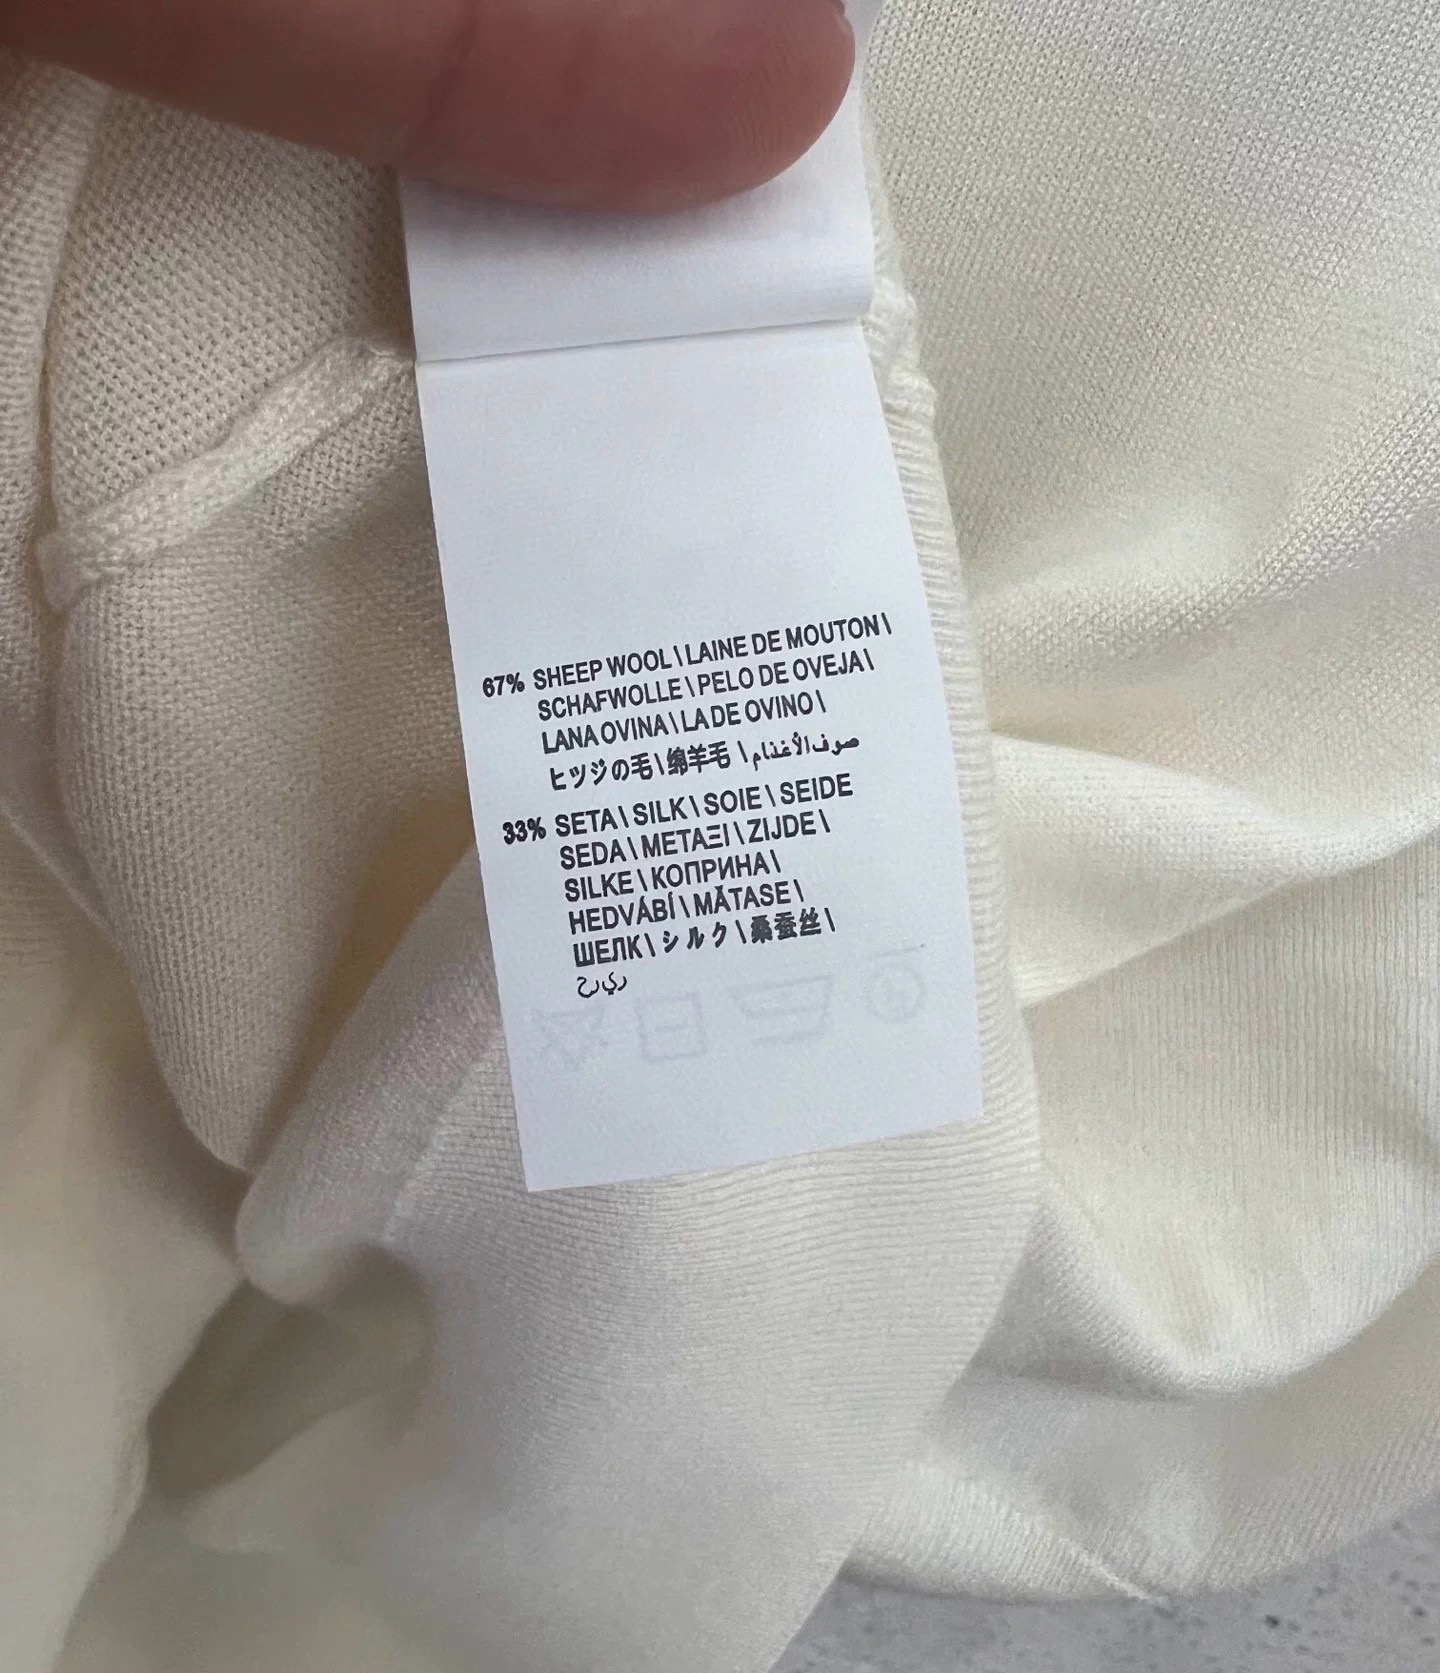 67% SHEEP WOOL\LAINE DE MOUTON\
SCHAFWOLLE\PELO DE OVEJA\
LANA OVINA\LA DE OVINO\
ヒツジの毛\绵羊毛\صوف الأغنام
33% SETA\SILK\SOIE\SEIDE
SEDA\ΜΕΤΑΞΙ\ZIJDE\
SILKE\КОПРИНА\
HEDVÁBÍ\MĂTASE\
ШЕЛК\シルク\桑蚕丝\
ريرح